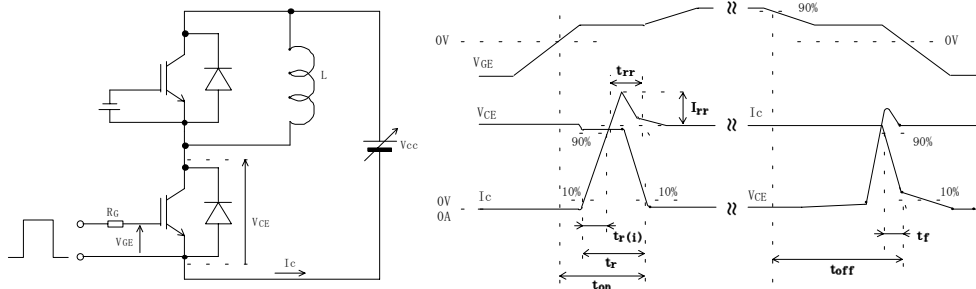 L
Vcc
RG
VGE
VCE
Ic
0V
VGE
90%
0V
trr
Irr
VCE
90%
Ic
10%
10%
0V
0A
tr(i)
tr
ton
Ic
90%
VCE
10%
tf
toff